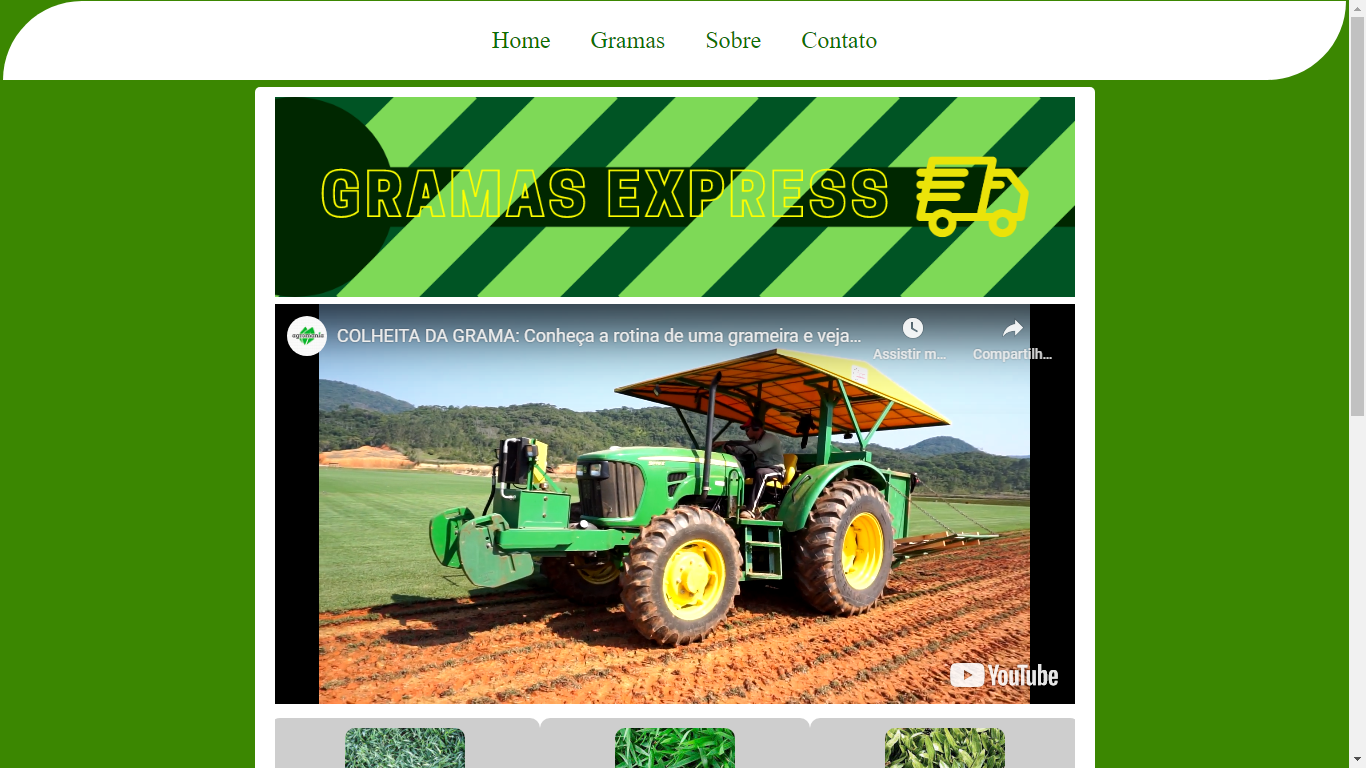 Home Gramas Sobre Contato
GRAMAS EXPRESS
COLHEITA DA GRAMA: Conheça a rotina de uma grameira e veja...
Assistir m... Compartilh...
agromania
YouTube